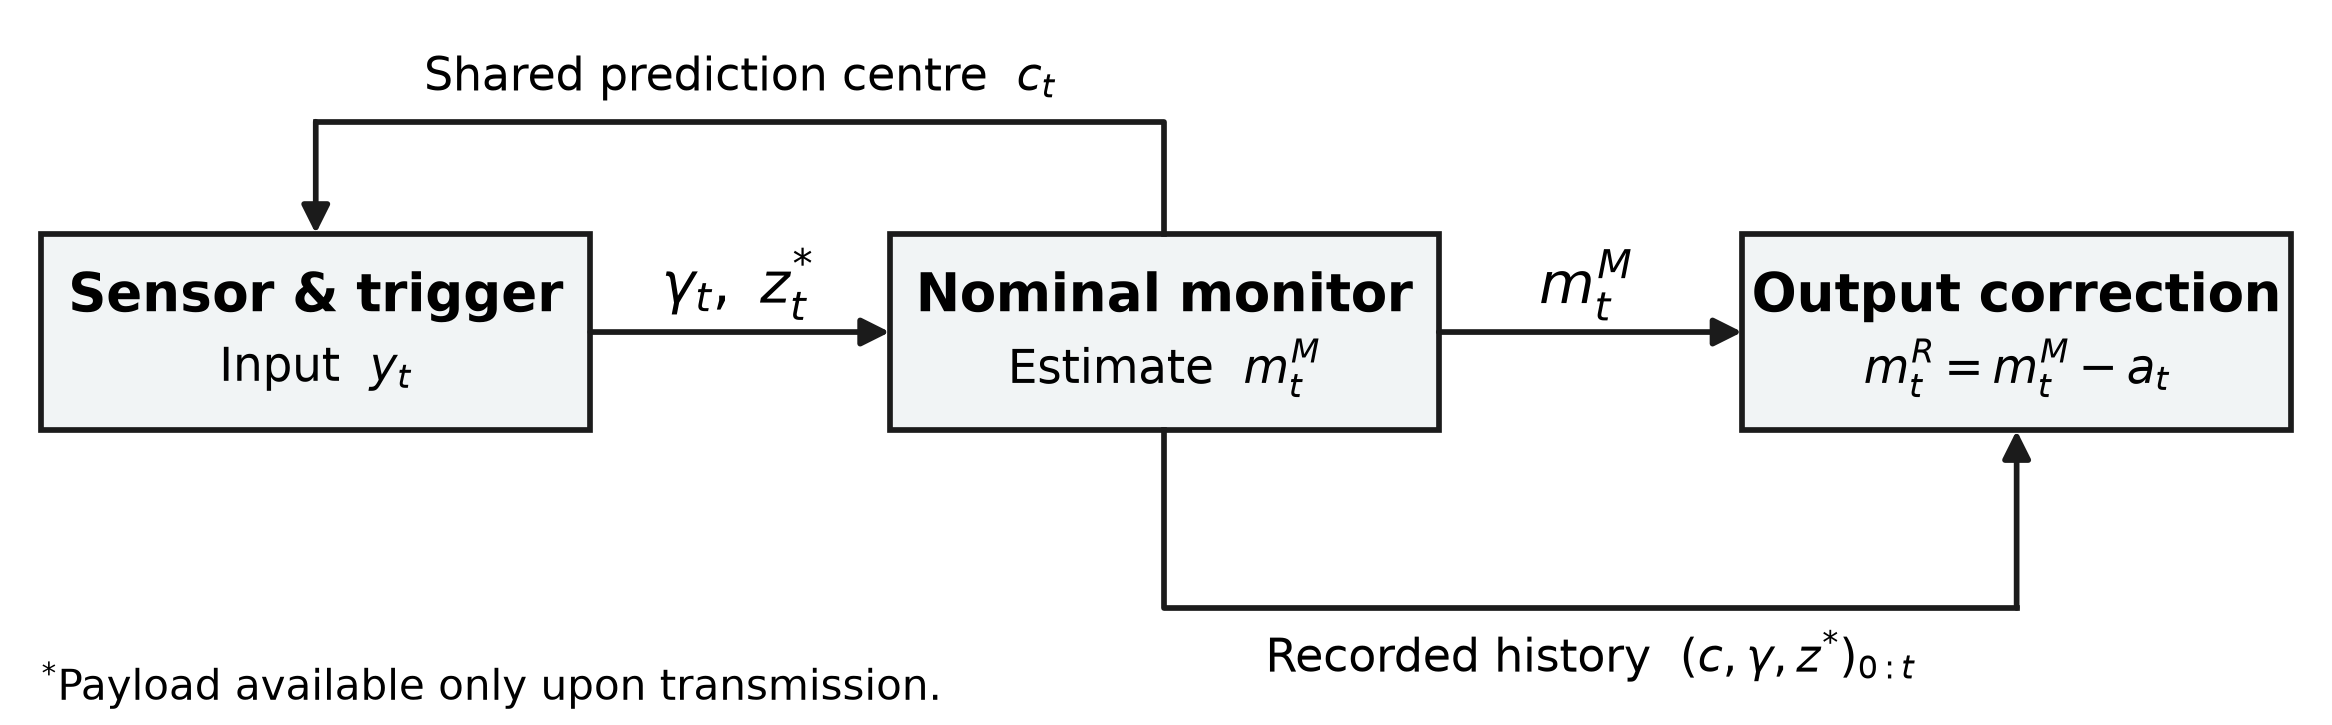 Shared prediction centre c_t
Sensor & trigger
Input y_t
γ_t, z_t^*
Nominal monitor
Estimate m_t^M
m_t^M
Output correction
m_t^R = m_t^M − a_t
Recorded history (c, γ, z^*)_{0:t}
*Payload available only upon transmission.